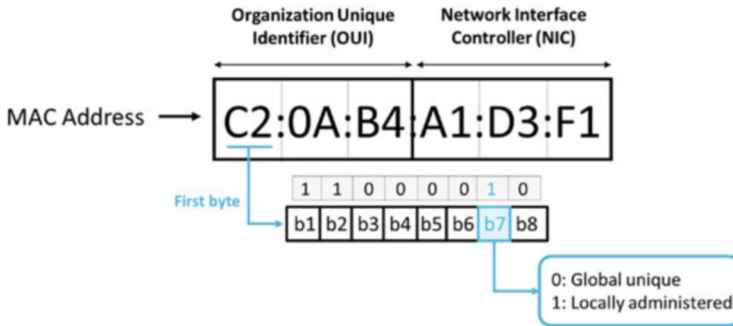 Organization Unique
Identifier (OUI)
Network Interface
Controller (NIC)
MAC Address
C2:0A:B4:A1:D3:F1
First byte
1 1 0 0 0 0 1 0
b1 b2 b3 b4 b5 b6 b7 b8
0: Global unique
1: Locally administered